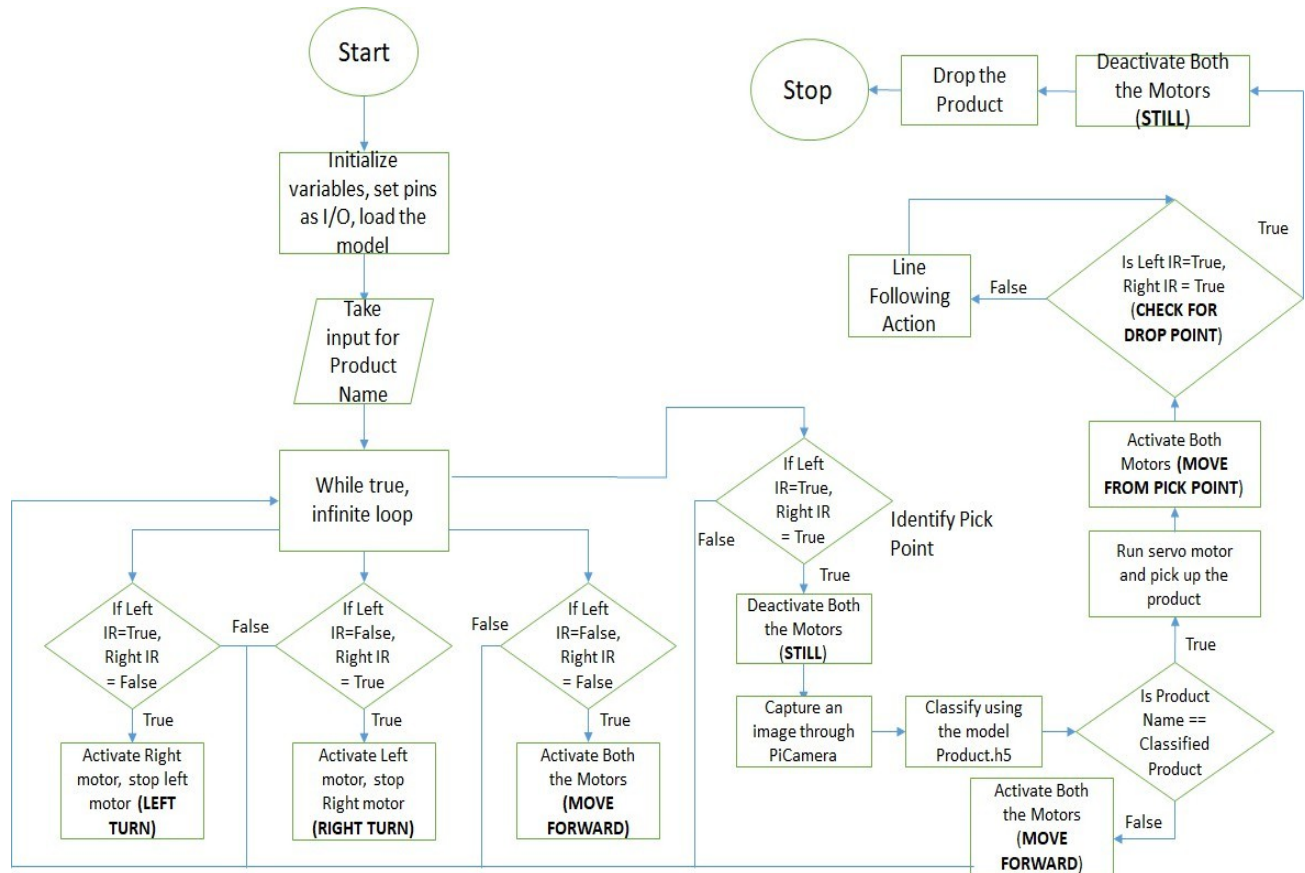 Start
Initialize
variables, set pins
as I/O, load the
model
Take
input for
Product
Name
While true,
infinite loop
If Left
IR=True,
Right IR
= False
False
True
Activate Right
motor, stop left
motor (LEFT
TURN)
If Left
IR=False,
Right IR
= True
True
Activate Left
motor, stop
Right motor
(RIGHT TURN)
False
If Left
IR=False,
Right IR
= False
True
Activate Both
the Motors
(MOVE
FORWARD)
If Left
IR=True,
Right IR
= True
Identify Pick
Point
False
True
Deactivate Both
the Motors
(STILL)
Capture an
image through
PiCamera
Classify using
the model
Product.h5
Is Product
Name ==
Classified
Product
False
Activate Both
the Motors
(MOVE
FORWARD)
True
Run servo motor
and pick up the
product
Activate Both
Motors (MOVE
FROM PICK POINT)
Is Left IR=True,
Right IR = True
(CHECK FOR
DROP POINT)
False
Line
Following
Action
True
Deactivate Both
the Motors
(STILL)
Drop the
Product
Stop